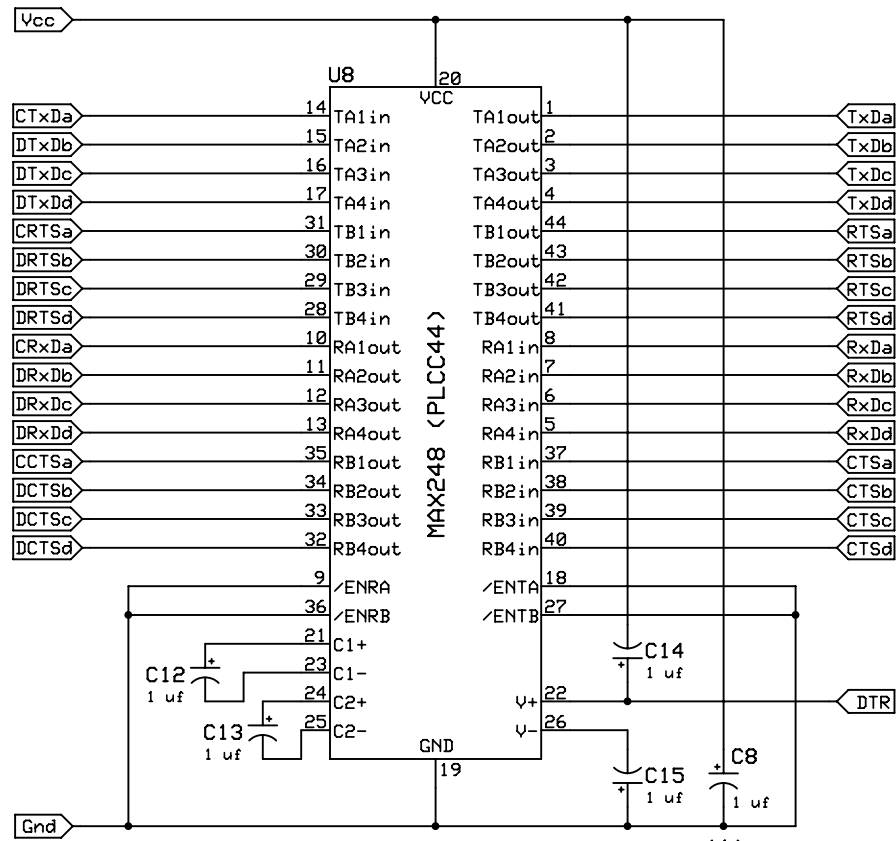 Vcc
U8
20
VCC
CTxDa 14 TA1in TA1out 1 TxDa
DTxDb 15 TA2in TA2out 2 TxDb
DTxDc 16 TA3in TA3out 3 TxDc
DTxDd 17 TA4in TA4out 4 TxDd
CRTSa 31 TB1in TB1out 44 RTSa
DRTSb 30 TB2in TB2out 43 RTSb
DRTSc 29 TB3in TB3out 42 RTSc
DRTSd 28 TB4in TB4out 41 RTSd
CRxDa 10 RA1out RA1in 8 RxDa
DRxDb 11 RA2out RA2in 7 RxDb
DRxDc 12 RA3out RA3in 6 RxDc
DRxDd 13 RA4out RA4in 5 RxDd
CCTSa 35 RB1out RB1in 37 CTSa
DCTSb 34 RB2out RB2in 38 CTSb
DCTSc 33 RB3out RB3in 39 CTSc
DCTSd 32 RB4out RB4in 40 CTSd
MAX248 (PLCC44)
9 /ENRA /ENTA 18
36 /ENRB /ENTB 27
21 C1+
C12 23 C1-
1 uf
+
C14
+ 1 uf
24 C2+ V+ 22 DTR
C13 25 C2- V- 26
1 uf
+
GND
19
C15
+ 1 uf
C8
+ 1 uf
Gnd